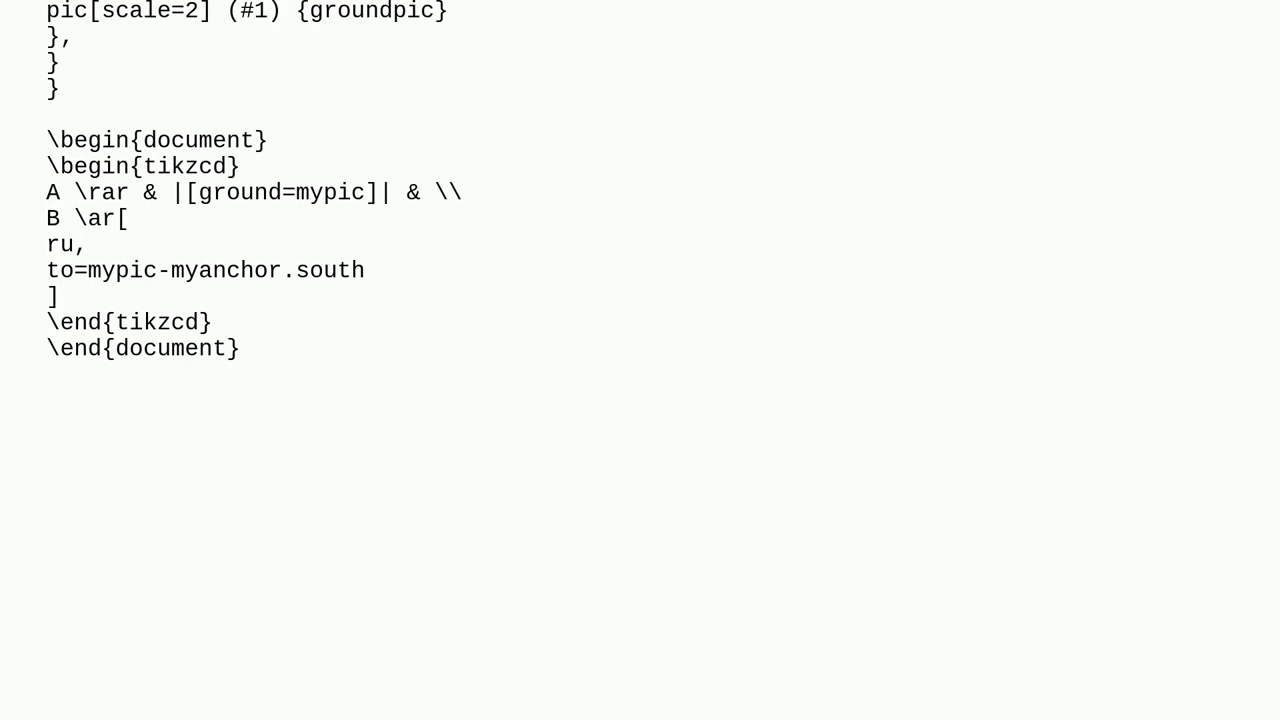 pic[scale=2] (#1) {groundpic}
},
}
}

\begin{document}
\begin{tikzcd}
A \rar & |[ground=mypic]| & \\
B \ar[
ru,
to=mypic-myanchor.south
]
\end{tikzcd}
\end{document}